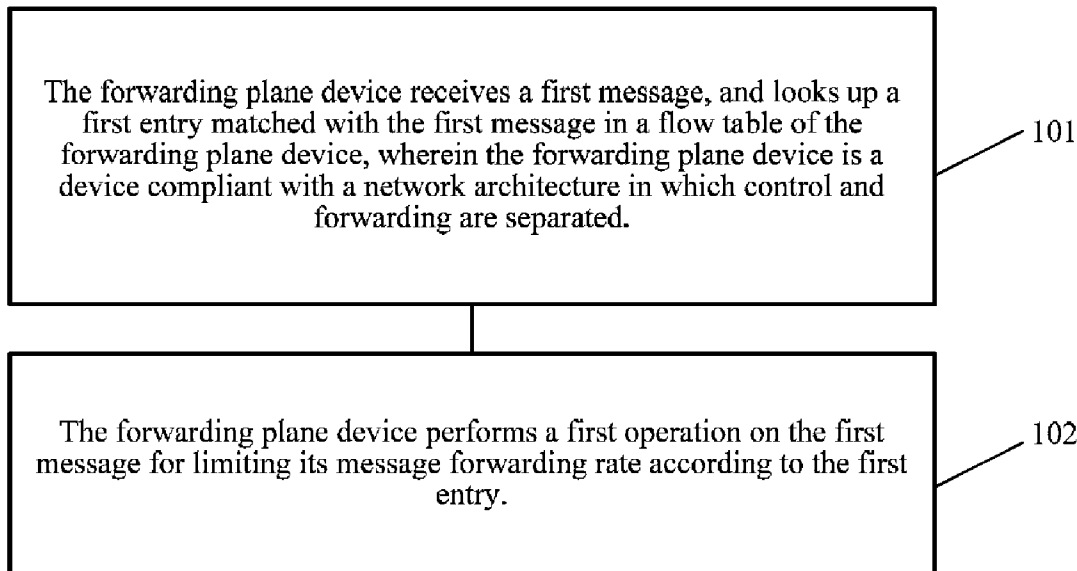 The forwarding plane device receives a first message, and looks up a
first entry matched with the first message in a flow table of the
forwarding plane device, wherein the forwarding plane device is a
device compliant with a network architecture in which control and
forwarding are separated.
101
The forwarding plane device performs a first operation on the first
message for limiting its message forwarding rate according to the first
entry.
102